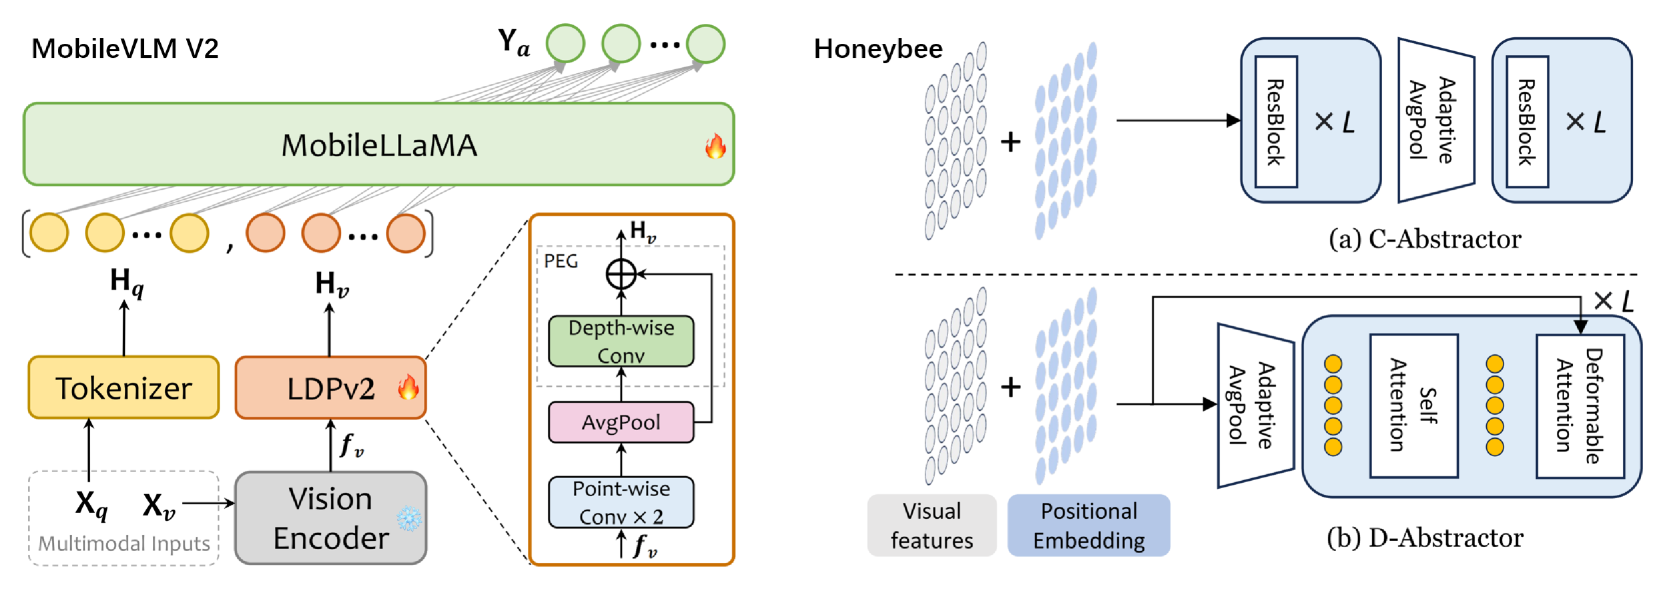 MobileVLM V2
Yₐ
...
MobileLLaMA
[ ... , ... ]
H_q
H_v
Tokenizer
LDPv2
f_v
X_q
X_v
Multimodal Inputs
Vision
Encoder
H_v
PEG
Depth-wise
Conv
AvgPool
Point-wise
Conv × 2
f_v
Honeybee
+
ResBlock
× L
Adaptive
AvgPool
ResBlock
× L
(a) C-Abstractor
+
× L
Adaptive
AvgPool
Self
Attention
Deformable
Attention
Visual
features
Positional
Embedding
(b) D-Abstractor